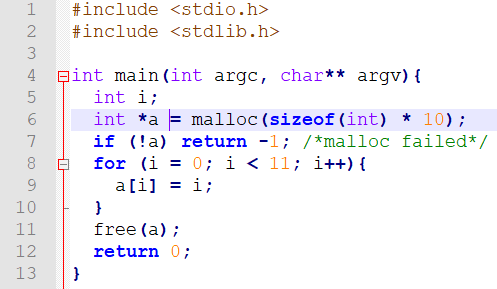 1 #include <stdio.h>
2 #include <stdlib.h>
3
4 int main(int argc, char** argv){
5   int i;
6   int *a = malloc(sizeof(int) * 10);
7   if (!a) return -1; /*malloc failed*/
8   for (i = 0; i < 11; i++){
9     a[i] = i;
10   }
11   free(a);
12   return 0;
13 }